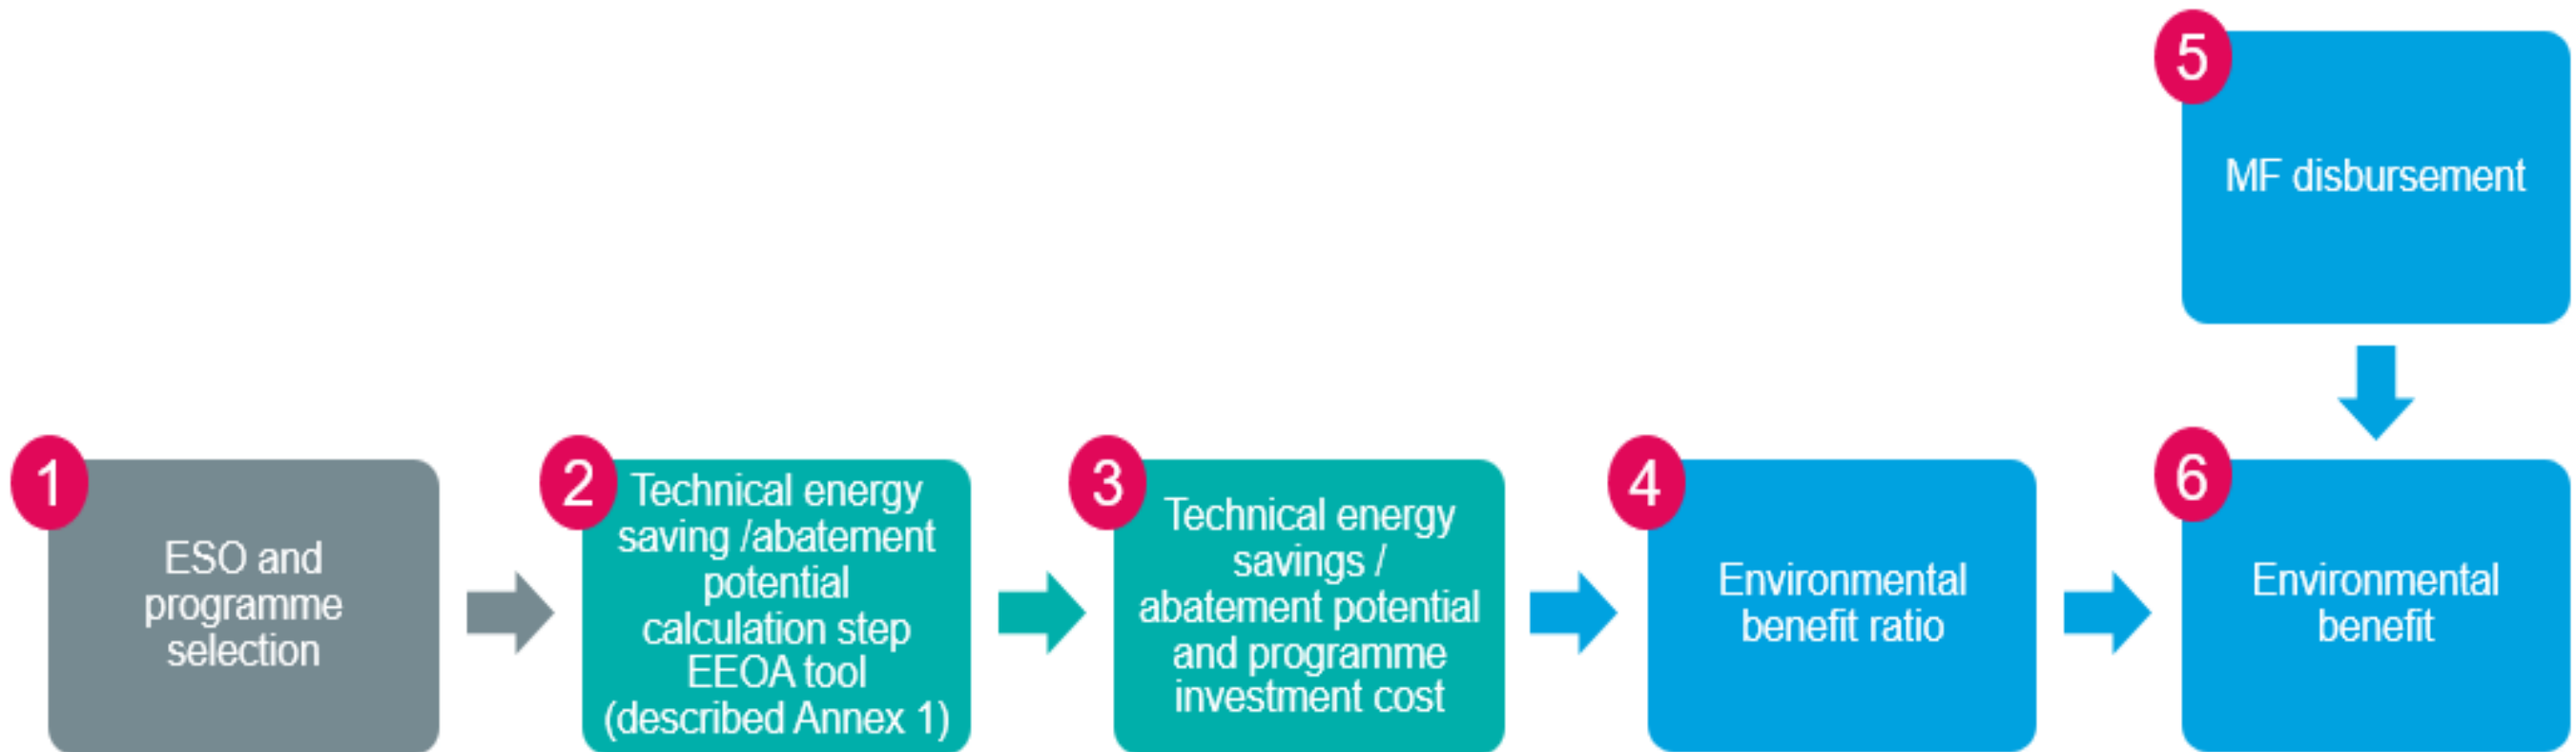 1
ESO and
programme
selection
2
Technical energy
saving /abatement
potential
calculation step
EEOA tool
(described Annex 1)
3
Technical energy
savings /
abatement potential
and programme
investment cost
4
Environmental
benefit ratio
5
MF disbursement
6
Environmental
benefit